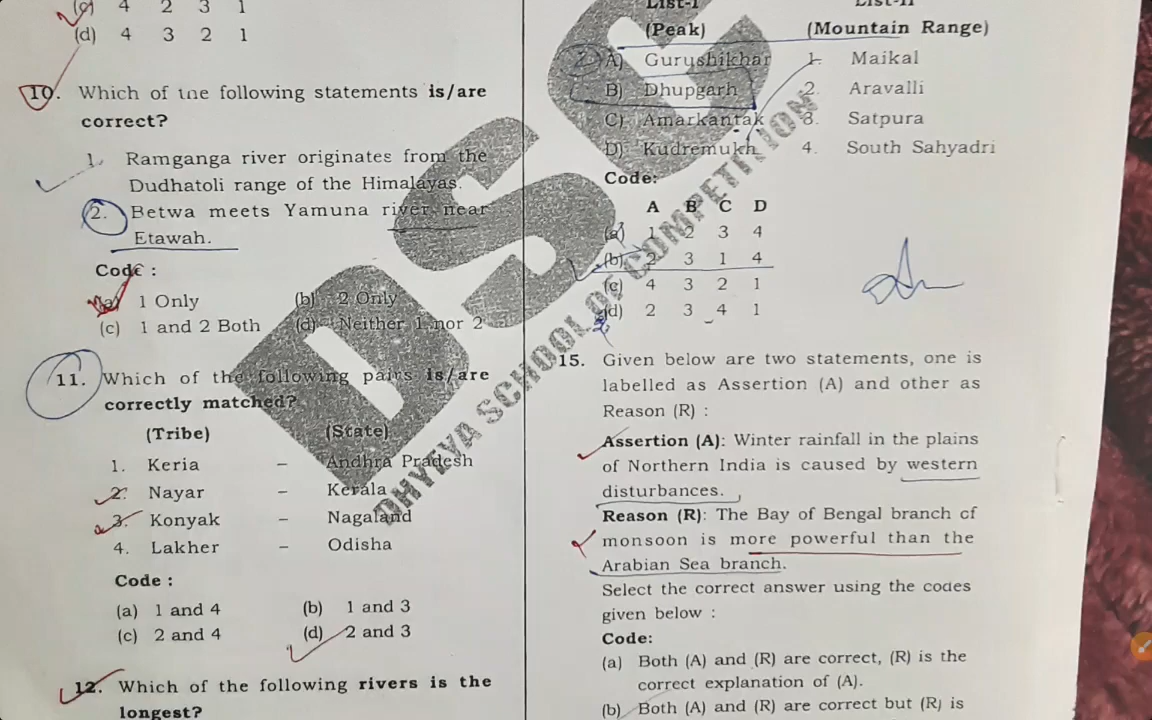 (c) 4 2 3 1
(d) 4 3 2 1
10. Which of the following statements is/are
correct?
1. Ramganga river originates from the
Dudhatoli range of the Himalayas.
2. Betwa meets Yamuna river near
Etawah.
Code :
(a) 1 Only (b) 2 Only
(c) 1 and 2 Both (d) Neither 1 nor 2
11. Which of the following pairs is/are
correctly matched?
(Tribe) (State)
1. Keria – Andhra Pradesh
2. Nayar – Kerala
3. Konyak – Nagaland
4. Lakher – Odisha
Code :
(a) 1 and 4 (b) 1 and 3
(c) 2 and 4 (d) 2 and 3
12. Which of the following rivers is the
longest?
List-I List-II
(Peak) (Mountain Range)
A) Gurushikhar 1. Maikal
B) Dhupgarh 2. Aravalli
C) Amarkantak 3. Satpura
D) Kudremukh 4. South Sahyadri
Code:
A B C D
(a) 1 2 3 4
(b) 2 3 1 4
(c) 4 3 2 1
(d) 2 3 4 1
15. Given below are two statements, one is
labelled as Assertion (A) and other as
Reason (R) :
Assertion (A): Winter rainfall in the plains
of Northern India is caused by western
disturbances.
Reason (R): The Bay of Bengal branch of
monsoon is more powerful than the
Arabian Sea branch.
Select the correct answer using the codes
given below :
Code:
(a) Both (A) and (R) are correct, (R) is the
correct explanation of (A).
(b) Both (A) and (R) are correct but (R) is
DSC
DHYEYA SCHOOL OF COMPETITION